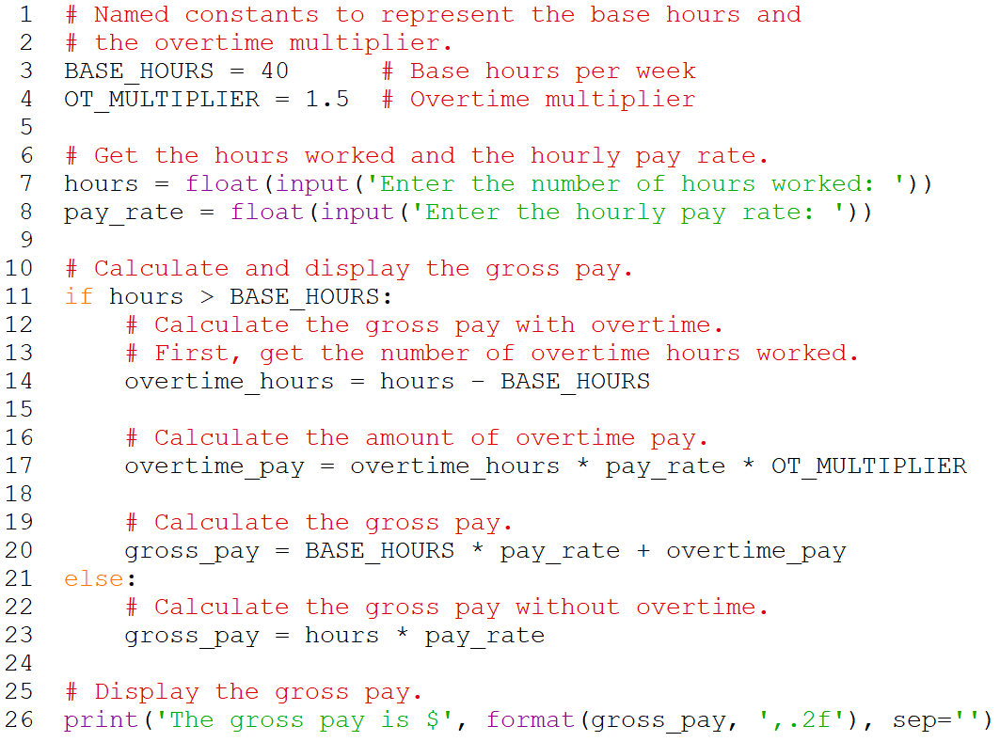 1 # Named constants to represent the base hours and
2 # the overtime multiplier.
3 BASE_HOURS = 40      # Base hours per week
4 OT_MULTIPLIER = 1.5  # Overtime multiplier
5
6 # Get the hours worked and the hourly pay rate.
7 hours = float(input('Enter the number of hours worked: '))
8 pay_rate = float(input('Enter the hourly pay rate: '))
9
10 # Calculate and display the gross pay.
11 if hours > BASE_HOURS:
12     # Calculate the gross pay with overtime.
13     # First, get the number of overtime hours worked.
14     overtime_hours = hours - BASE_HOURS
15
16     # Calculate the amount of overtime pay.
17     overtime_pay = overtime_hours * pay_rate * OT_MULTIPLIER
18
19     # Calculate the gross pay.
20     gross_pay = BASE_HOURS * pay_rate + overtime_pay
21 else:
22     # Calculate the gross pay without overtime.
23     gross_pay = hours * pay_rate
24
25 # Display the gross pay.
26 print('The gross pay is $', format(gross_pay, ',.2f'), sep='')